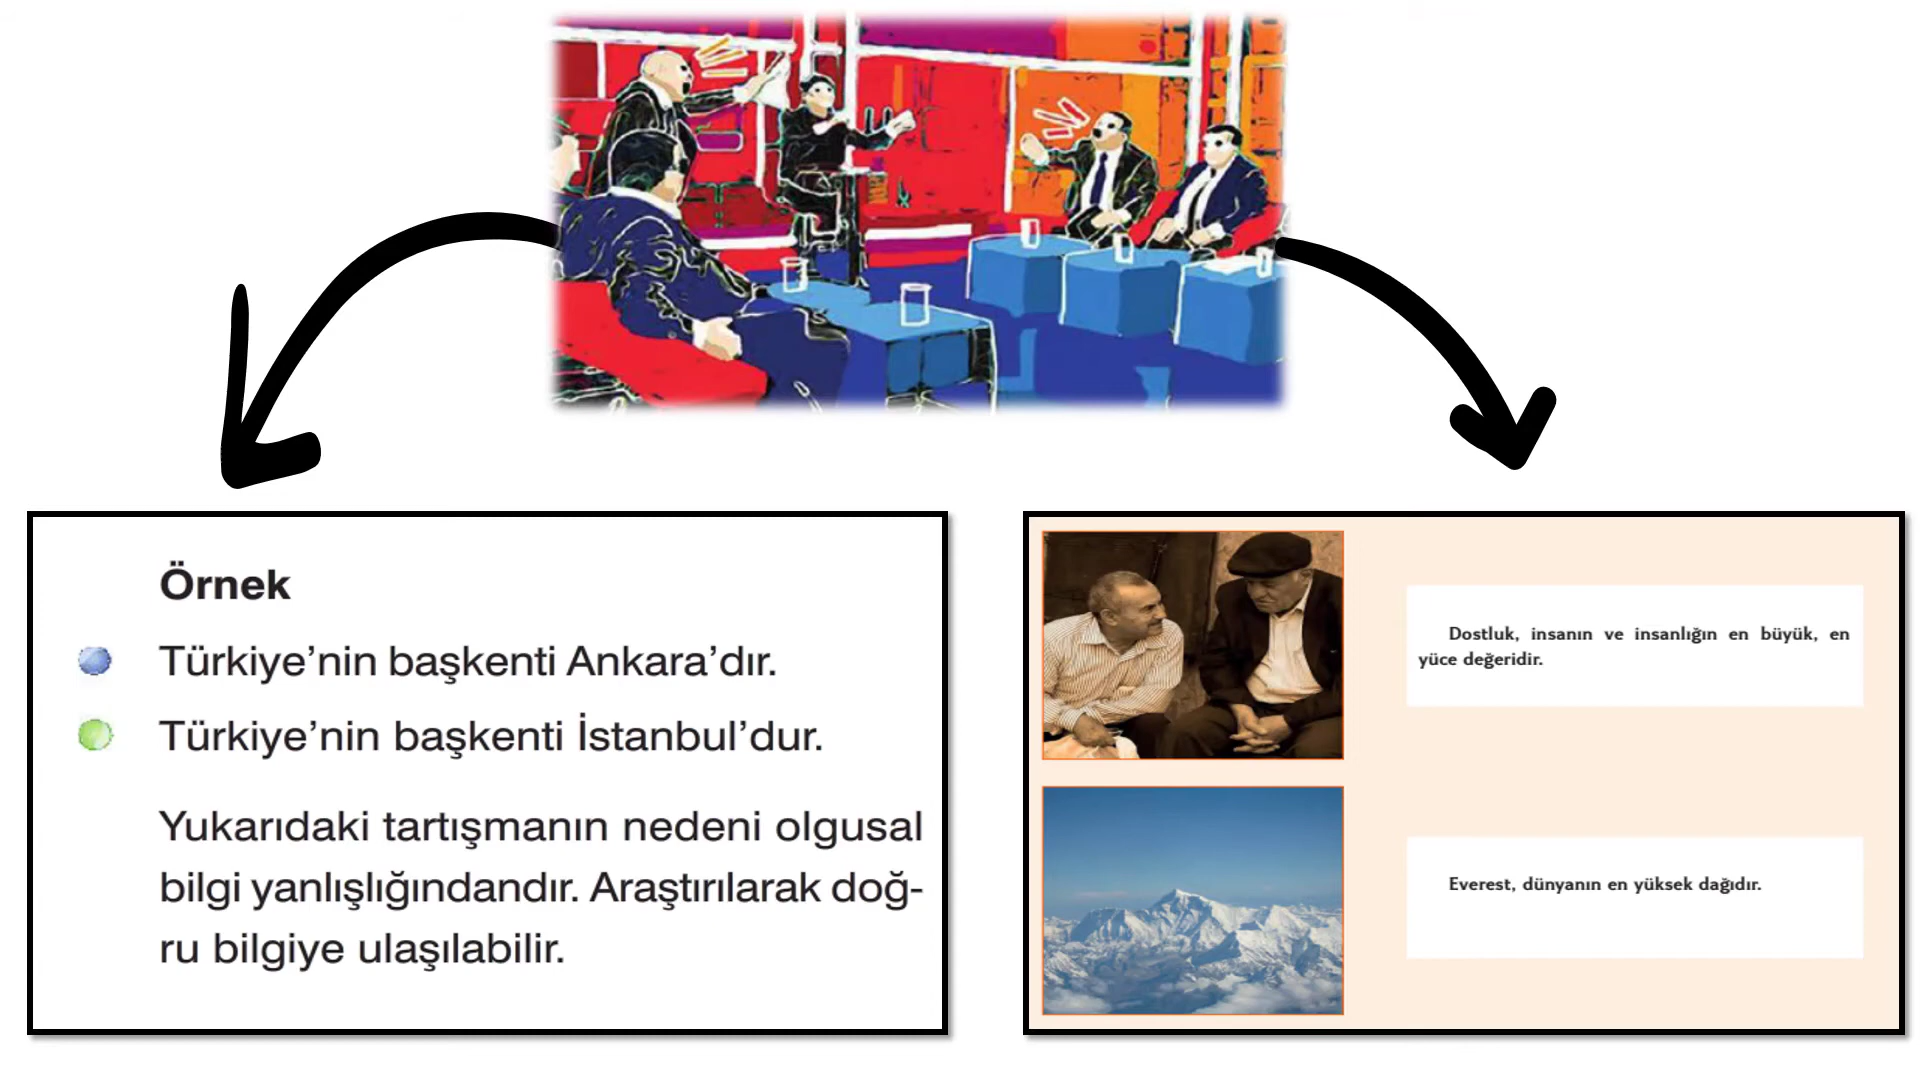 Örnek
Türkiye'nin başkenti Ankara'dır.
Türkiye'nin başkenti İstanbul'dur.
Yukarıdaki tartışmanın nedeni olgusal
bilgi yanlışlığındandır. Araştırılarak doğ-
ru bilgiye ulaşılabilir.
Dostluk, insanın ve insanlığın en büyük, en
yüce değeridir.
Everest, dünyanın en yüksek dağıdır.